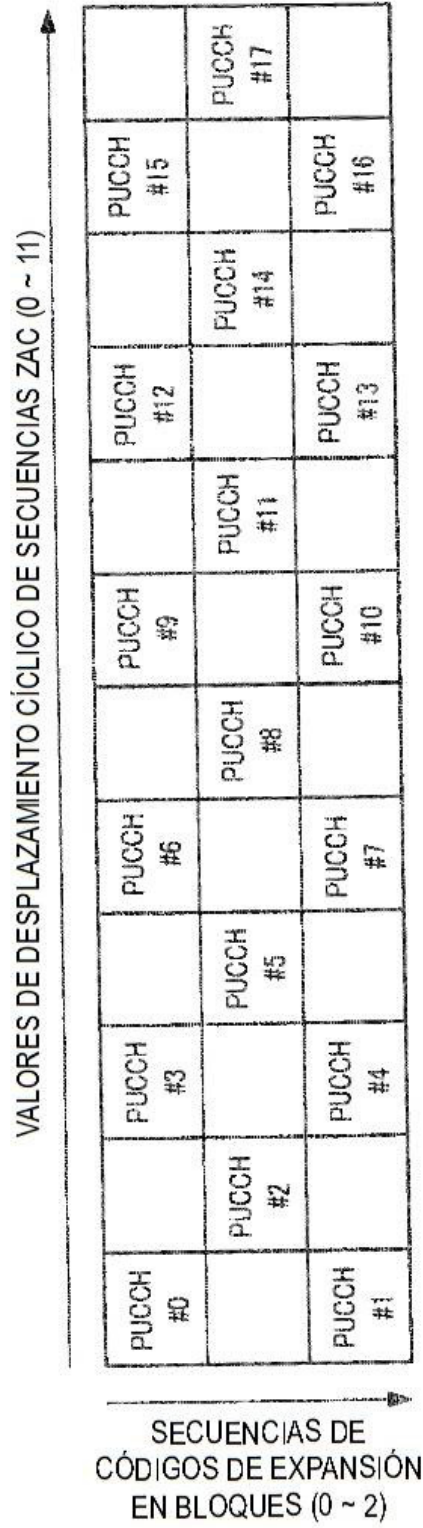 VALORES DE DESPLAZAMIENTO CÍCLICO DE SECUENCIAS ZAC (0 ~ 11)
PUCCH
#0
PUCCH
#3
PUCCH
#6
PUCCH
#9
PUCCH
#12
PUCCH
#15
PUCCH
#2
PUCCH
#5
PUCCH
#8
PUCCH
#11
PUCCH
#14
PUCCH
#17
PUCCH
#1
PUCCH
#4
PUCCH
#7
PUCCH
#10
PUCCH
#13
PUCCH
#16
SECUENCIAS DE
CÓDIGOS DE EXPANSIÓN
EN BLOQUES (0 ~ 2)